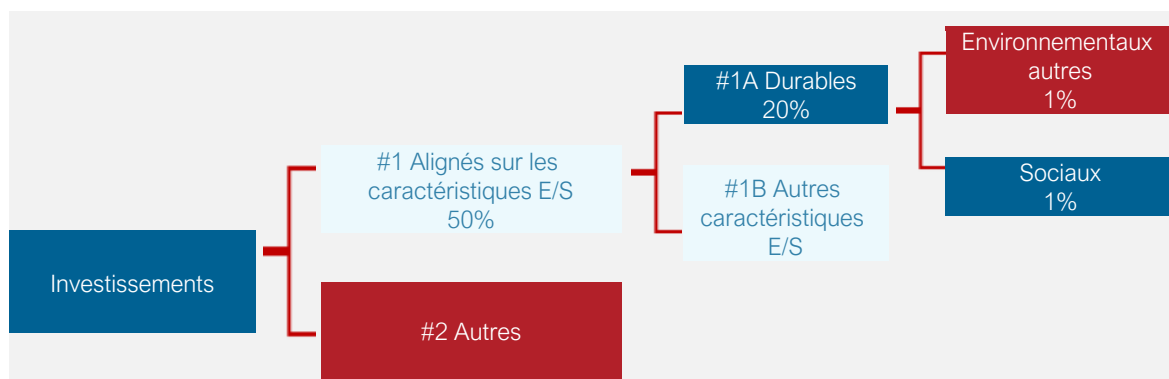 Investissements
#1 Alignés sur les
caractéristiques E/S
50%
#2 Autres
#1A Durables
20%
#1B Autres
caractéristiques
E/S
Environnementaux
autres
1%
Sociaux
1%